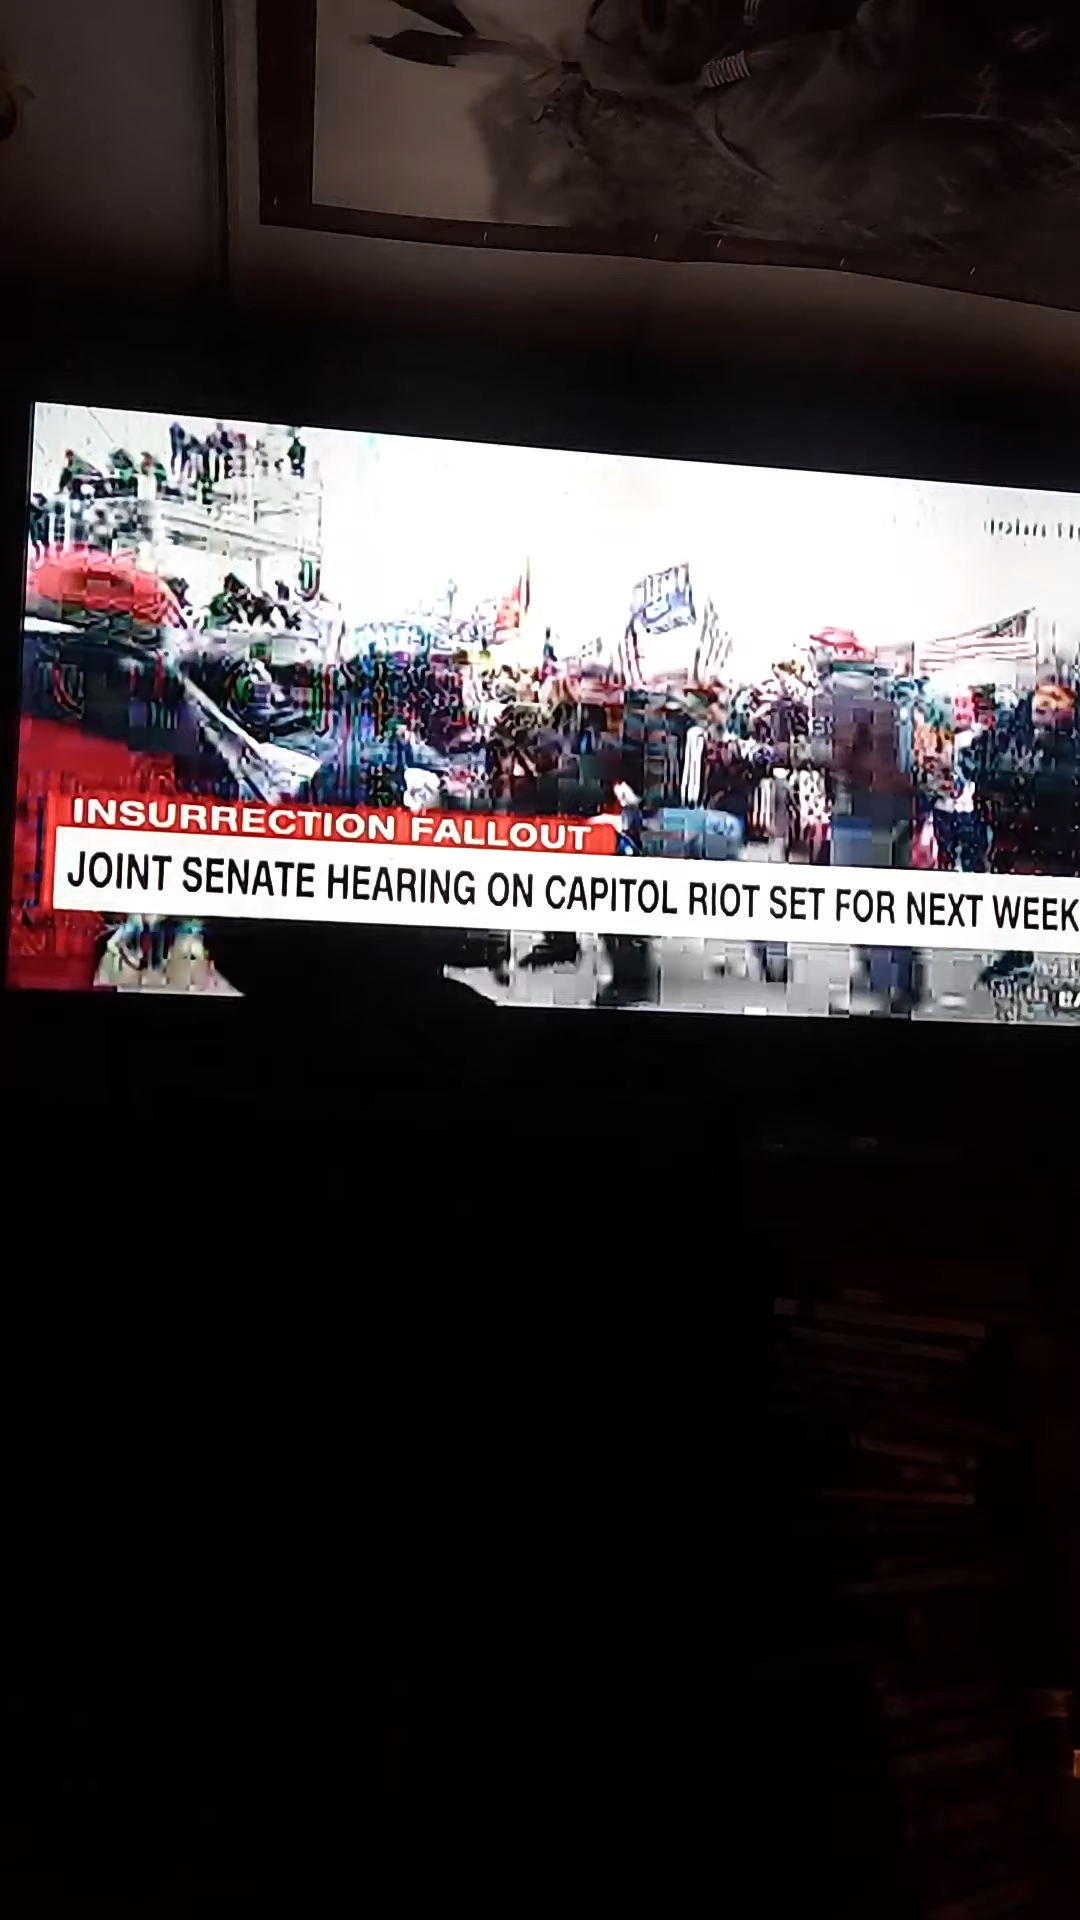 INSURRECTION FALLOUT
JOINT SENATE HEARING ON CAPITOL RIOT SET FOR NEXT WEEK